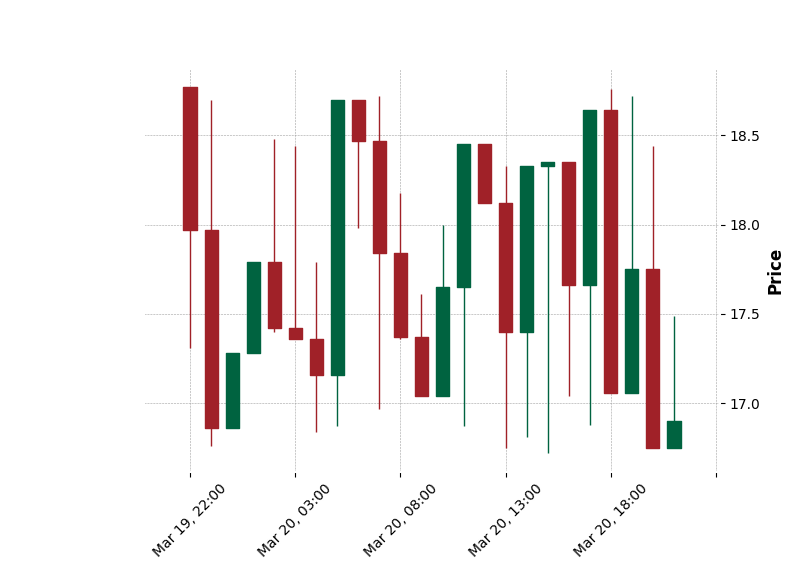 18.5
18.0
17.5
17.0
Price
Mar 19, 22:00
Mar 20, 03:00
Mar 20, 08:00
Mar 20, 13:00
Mar 20, 18:00